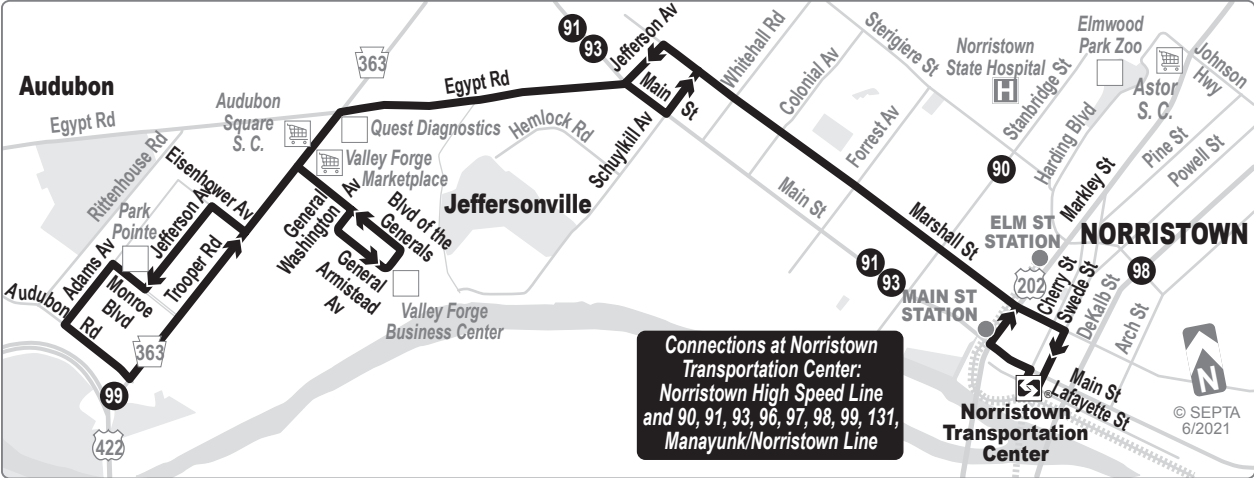 91
93
Jefferson Av
363
Audubon
Egypt Rd
Audubon
Square
S. C.
Egypt Rd
Quest Diagnostics
Hemlock Rd
Main
St
Schuylkill Av
Whitehall Rd
Colonial Av
Sterigiere St
Forrest Av
Norristown
State Hospital
H
Elmwood
Park Zoo
Astor
S. C.
Johnson
Hwy
Stanbridge St
Harding Blvd
Markley St
Pine St
Powell St
90
Rittenhouse Rd
Eisenhower Av
Valley Forge
Marketplace
Park
Pointe
Jefferson Av
Adams Av
Monroe
Blvd
Trooper Rd
Audubon
Rd
363
99
422
General
Washington
Av
Blvd of the
Generals
General
Armistead
Av
Valley Forge
Business Center
Jeffersonville
Main St
Marshall St
91
93
MAIN ST
STATION
ELM ST
STATION
NORRISTOWN
202
98
Cherry St
Swede St
DeKalb St
Arch St
Main St
Lafayette St
Connections at Norristown
Transportation Center:
Norristown High Speed Line
and 90, 91, 93, 96, 97, 98, 99, 131,
Manayunk/Norristown Line
®
Norristown
Transportation
Center
N
© SEPTA
6/2021